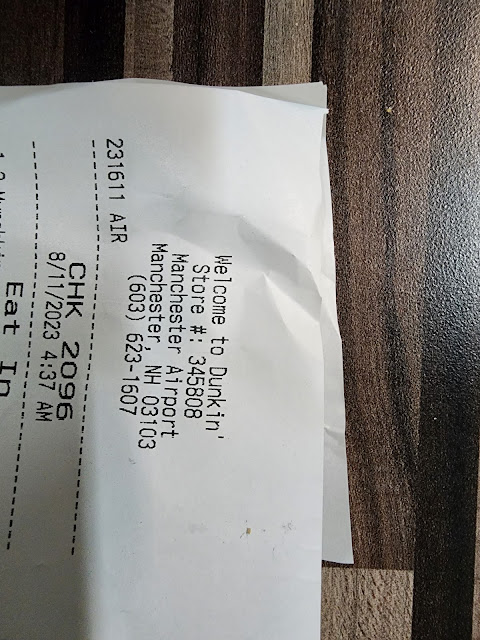 Welcome to Dunkin'
Store #: 345808
Manchester Airport
Manchester, NH 03103
(603) 623-1607
231611 AIR
CHK 2096
8/11/2023 4:37 AM
Eat In